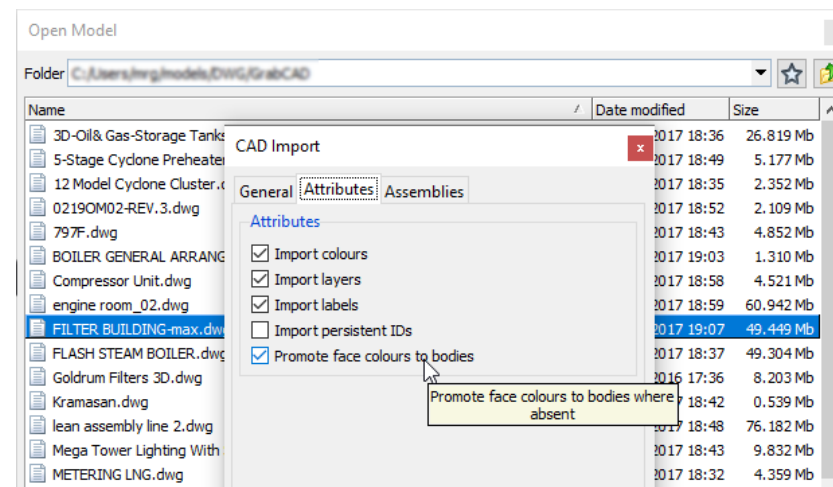 Open Model
Folder C:/Users/mrg/models/DWG/GrabCAD
Name / Date modified Size
3D-Oil& Gas-Storage Tanks 2017 18:36 26.819 Mb
5-Stage Cyclone Preheater 2017 18:49 5.177 Mb
12 Model Cyclone Cluster. 2017 18:35 2.352 Mb
0219OM02-REV.3.dwg 2017 18:52 2.109 Mb
797F.dwg 2017 18:43 4.852 Mb
BOILER GENERAL ARRANG 2017 19:03 1.310 Mb
Compressor Unit.dwg 2017 18:58 4.521 Mb
engine room_02.dwg 2017 18:59 60.942 Mb
FILTER BUILDING-max.dw 2017 19:07 49.449 Mb
FLASH STEAM BOILER.dwg 2017 18:37 49.304 Mb
Goldrum Filters 3D.dwg 2016 17:36 8.203 Mb
Kramasan.dwg 18:42 0.539 Mb
lean assembly line 2.dwg 2017 18:48 76.182 Mb
Mega Tower Lighting With 2017 18:43 9.832 Mb
METERING LNG.dwg 2017 18:32 4.359 Mb
CAD Import
x
General Attributes Assemblies
Attributes
Import colours
Import layers
Import labels
Import persistent IDs
Promote face colours to bodies
Promote face colours to bodies where
absent